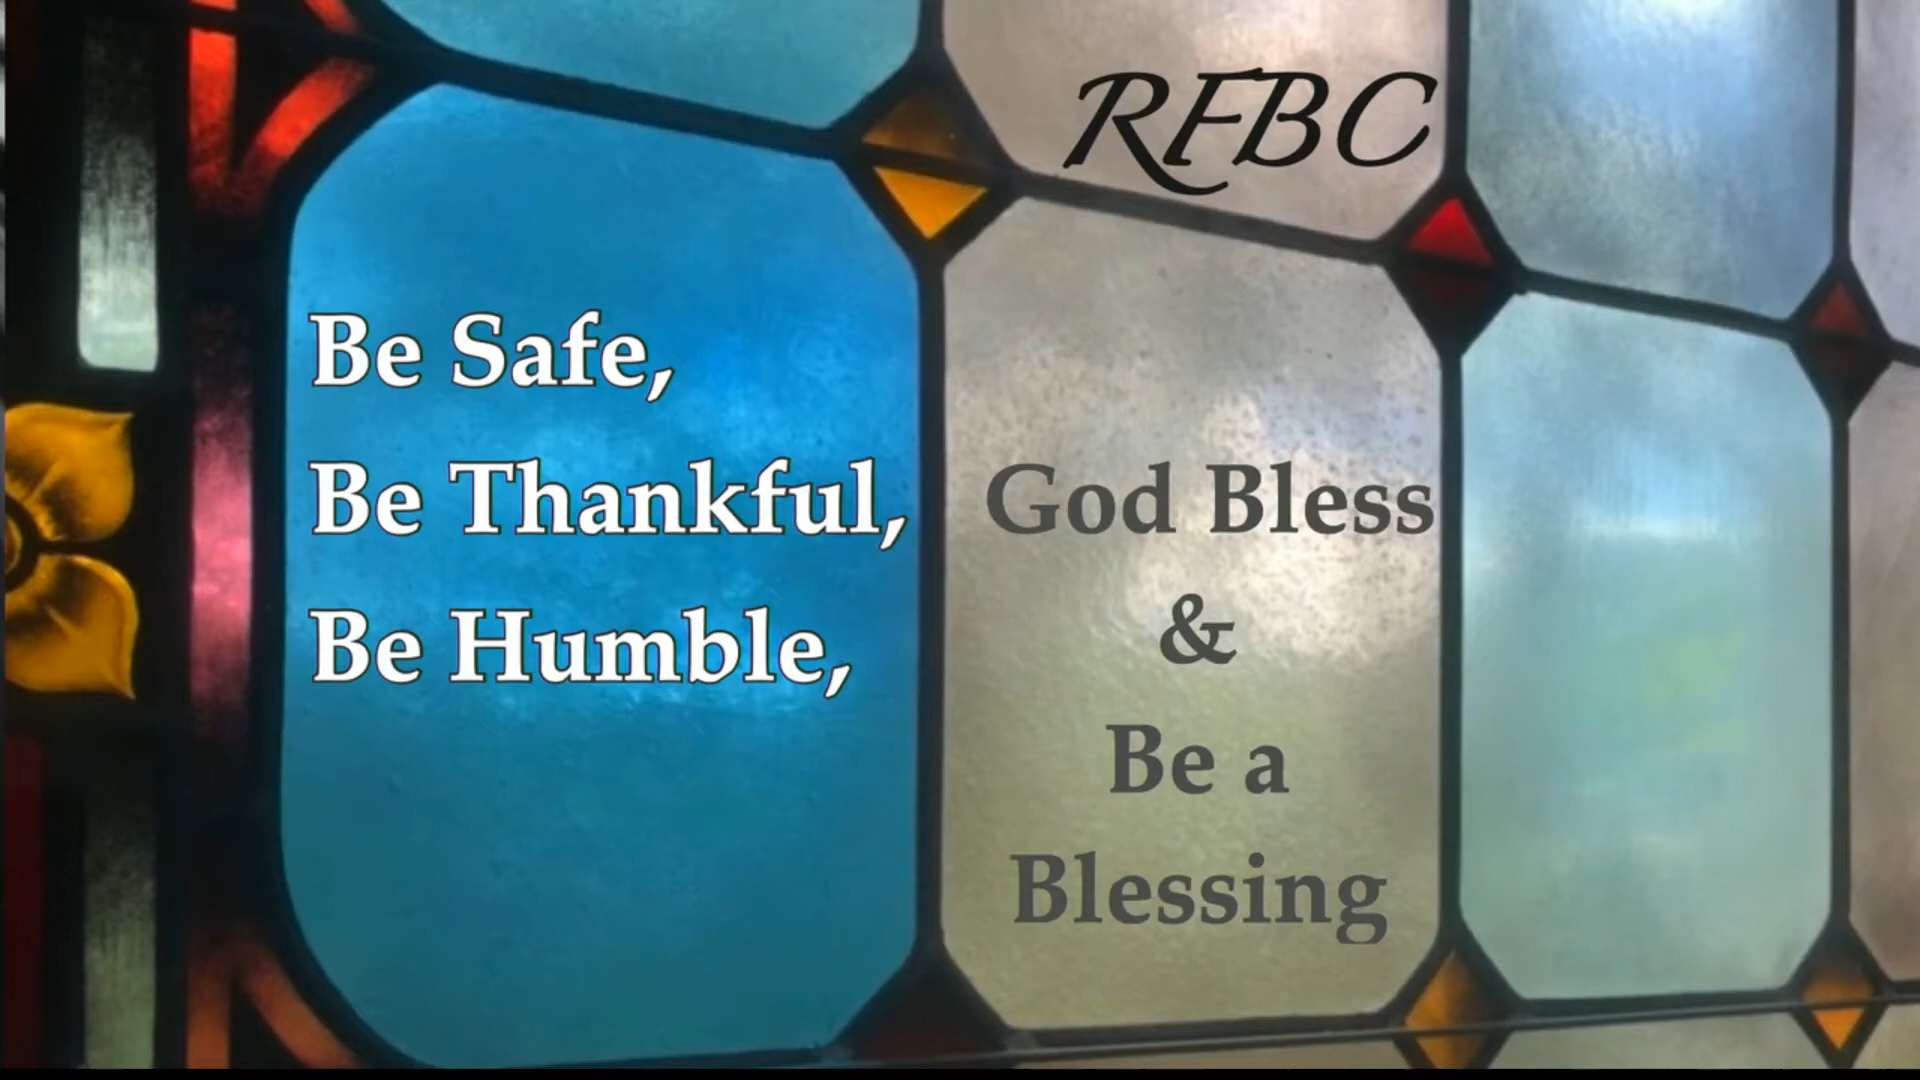 RFBC
Be Safe,
Be Thankful,
Be Humble,
God Bless
&
Be a
Blessing